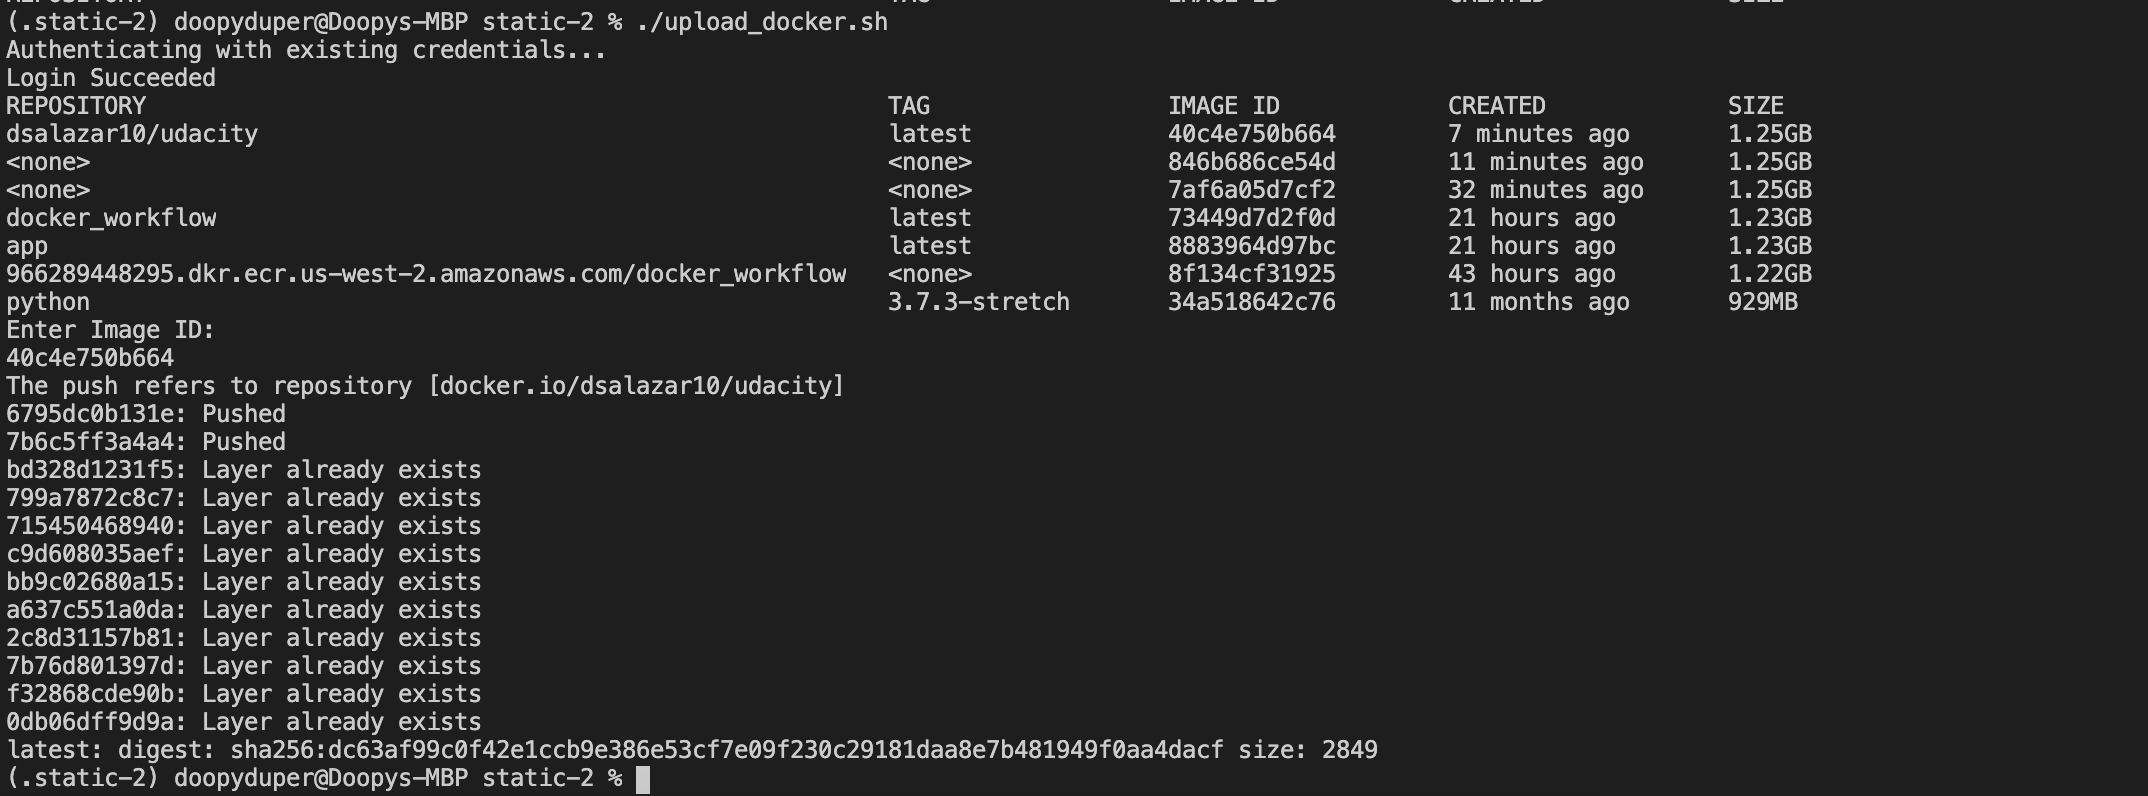 REPOSITORY TAG IMAGE ID CREATED SIZE
(.static-2) doopyduper@Doopys-MBP static-2 % ./upload_docker.sh
Authenticating with existing credentials...
Login Succeeded
REPOSITORY TAG IMAGE ID CREATED SIZE
dsalazar10/udacity latest 40c4e750b664 7 minutes ago 1.25GB
<none> <none> 846b686ce54d 11 minutes ago 1.25GB
<none> <none> 7af6a05d7cf2 32 minutes ago 1.25GB
docker_workflow latest 73449d7d2f0d 21 hours ago 1.23GB
app latest 8883964d97bc 21 hours ago 1.23GB
966289448295.dkr.ecr.us-west-2.amazonaws.com/docker_workflow <none> 8f134cf31925 43 hours ago 1.22GB
python 3.7.3-stretch 34a518642c76 11 months ago 929MB
Enter Image ID:
40c4e750b664
The push refers to repository [docker.io/dsalazar10/udacity]
6795dc0b131e: Pushed
7b6c5ff3a4a4: Pushed
bd328d1231f5: Layer already exists
799a7872c8c7: Layer already exists
715450468940: Layer already exists
c9d608035aef: Layer already exists
bb9c02680a15: Layer already exists
a637c551a0da: Layer already exists
2c8d31157b81: Layer already exists
7b76d801397d: Layer already exists
f32868cde90b: Layer already exists
0db06dff9d9a: Layer already exists
latest: digest: sha256:dc63af99c0f42e1ccb9e386e53cf7e09f230c29181daa8e7b481949f0aa4dacf size: 2849
(.static-2) doopyduper@Doopys-MBP static-2 %